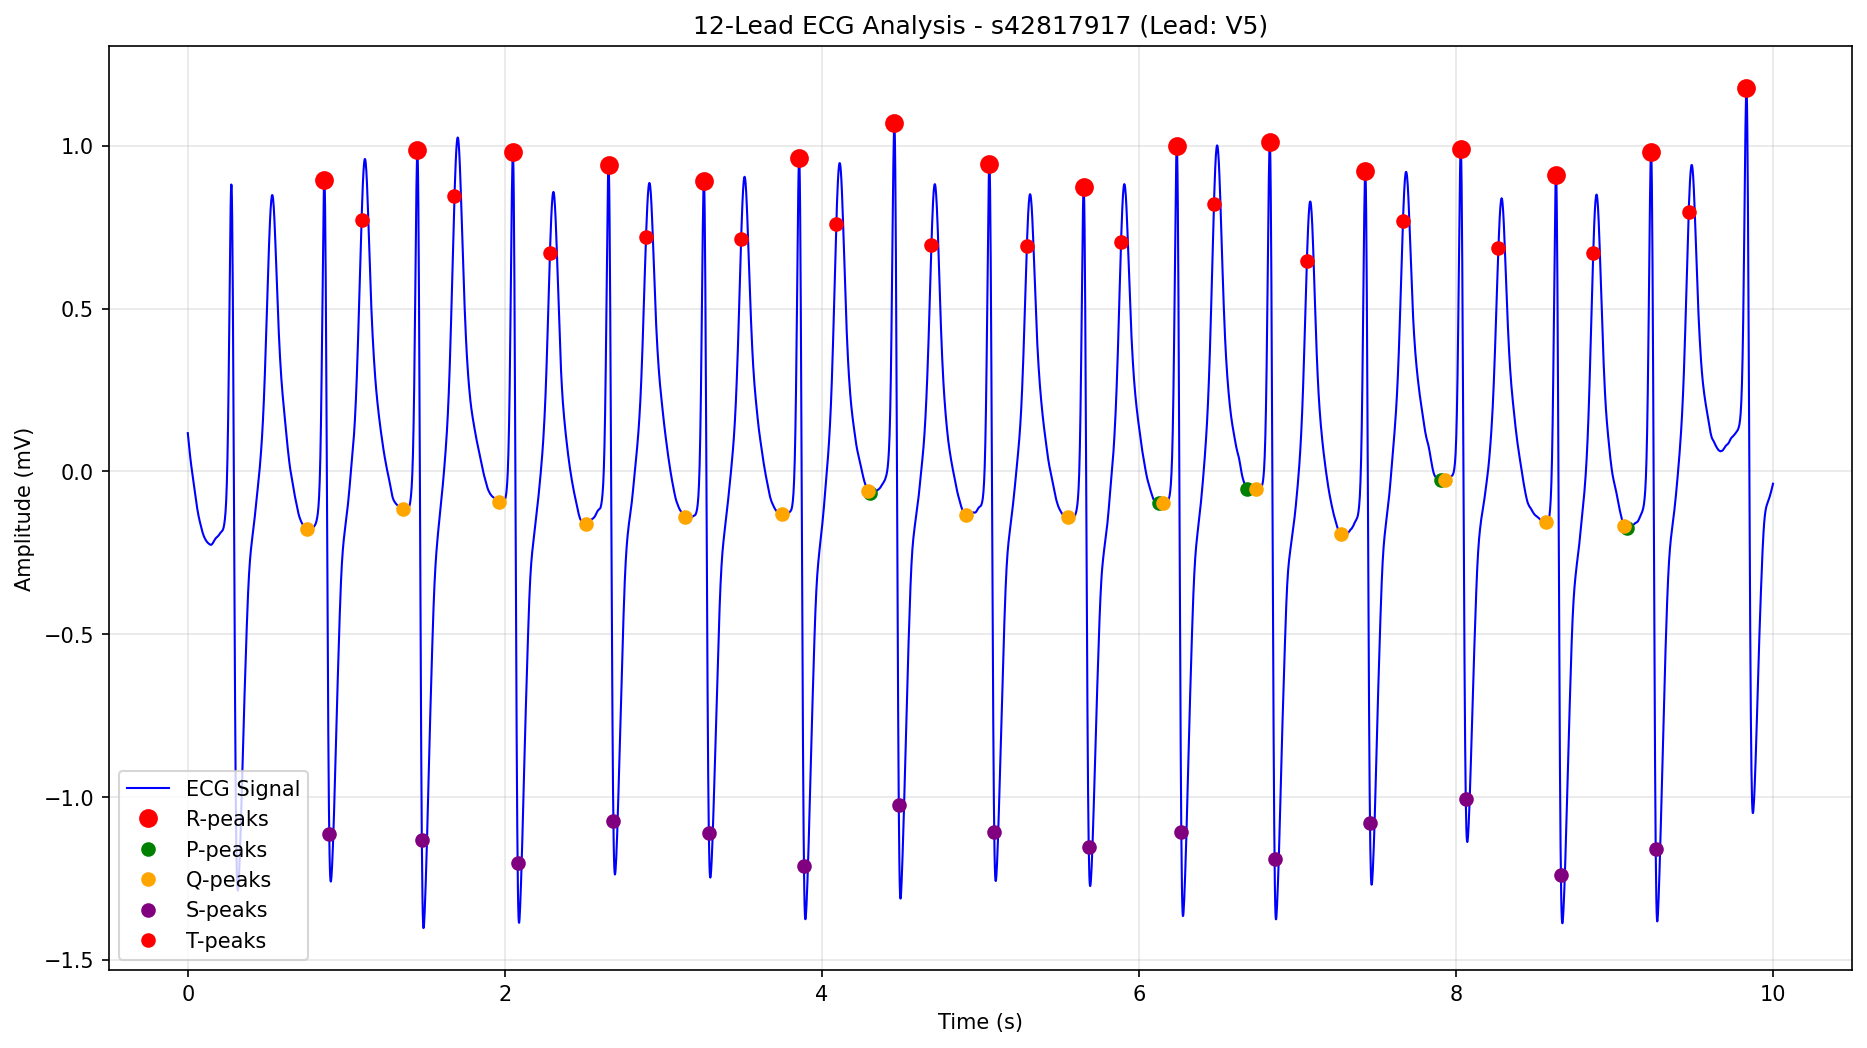 12-Lead ECG Analysis - s42817917 (Lead: V5)
Amplitude (mV)
1.0
0.5
0.0
−0.5
−1.0
−1.5
ECG Signal
R-peaks
P-peaks
Q-peaks
S-peaks
T-peaks
0 2 4 6 8 10
Time (s)